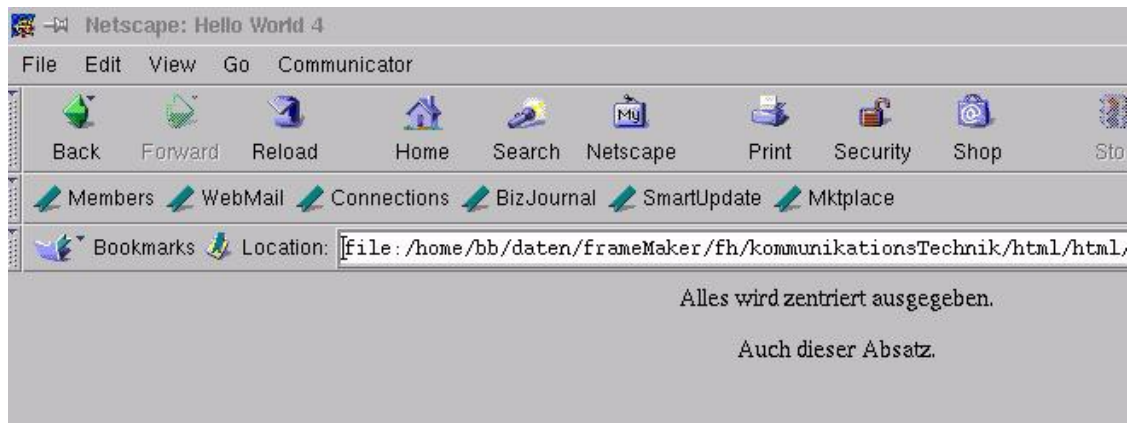 Netscape: Hello World 4
File Edit View Go Communicator
My
Back Forward Reload Home Search Netscape Print Security Shop Sto
Members WebMail Connections BizJournal SmartUpdate Mktplace
Bookmarks Location: file:/home/bb/daten/frameMaker/fh/kommunikationsTechnik/html/html/
Alles wird zentriert ausgegeben.
Auch dieser Absatz.